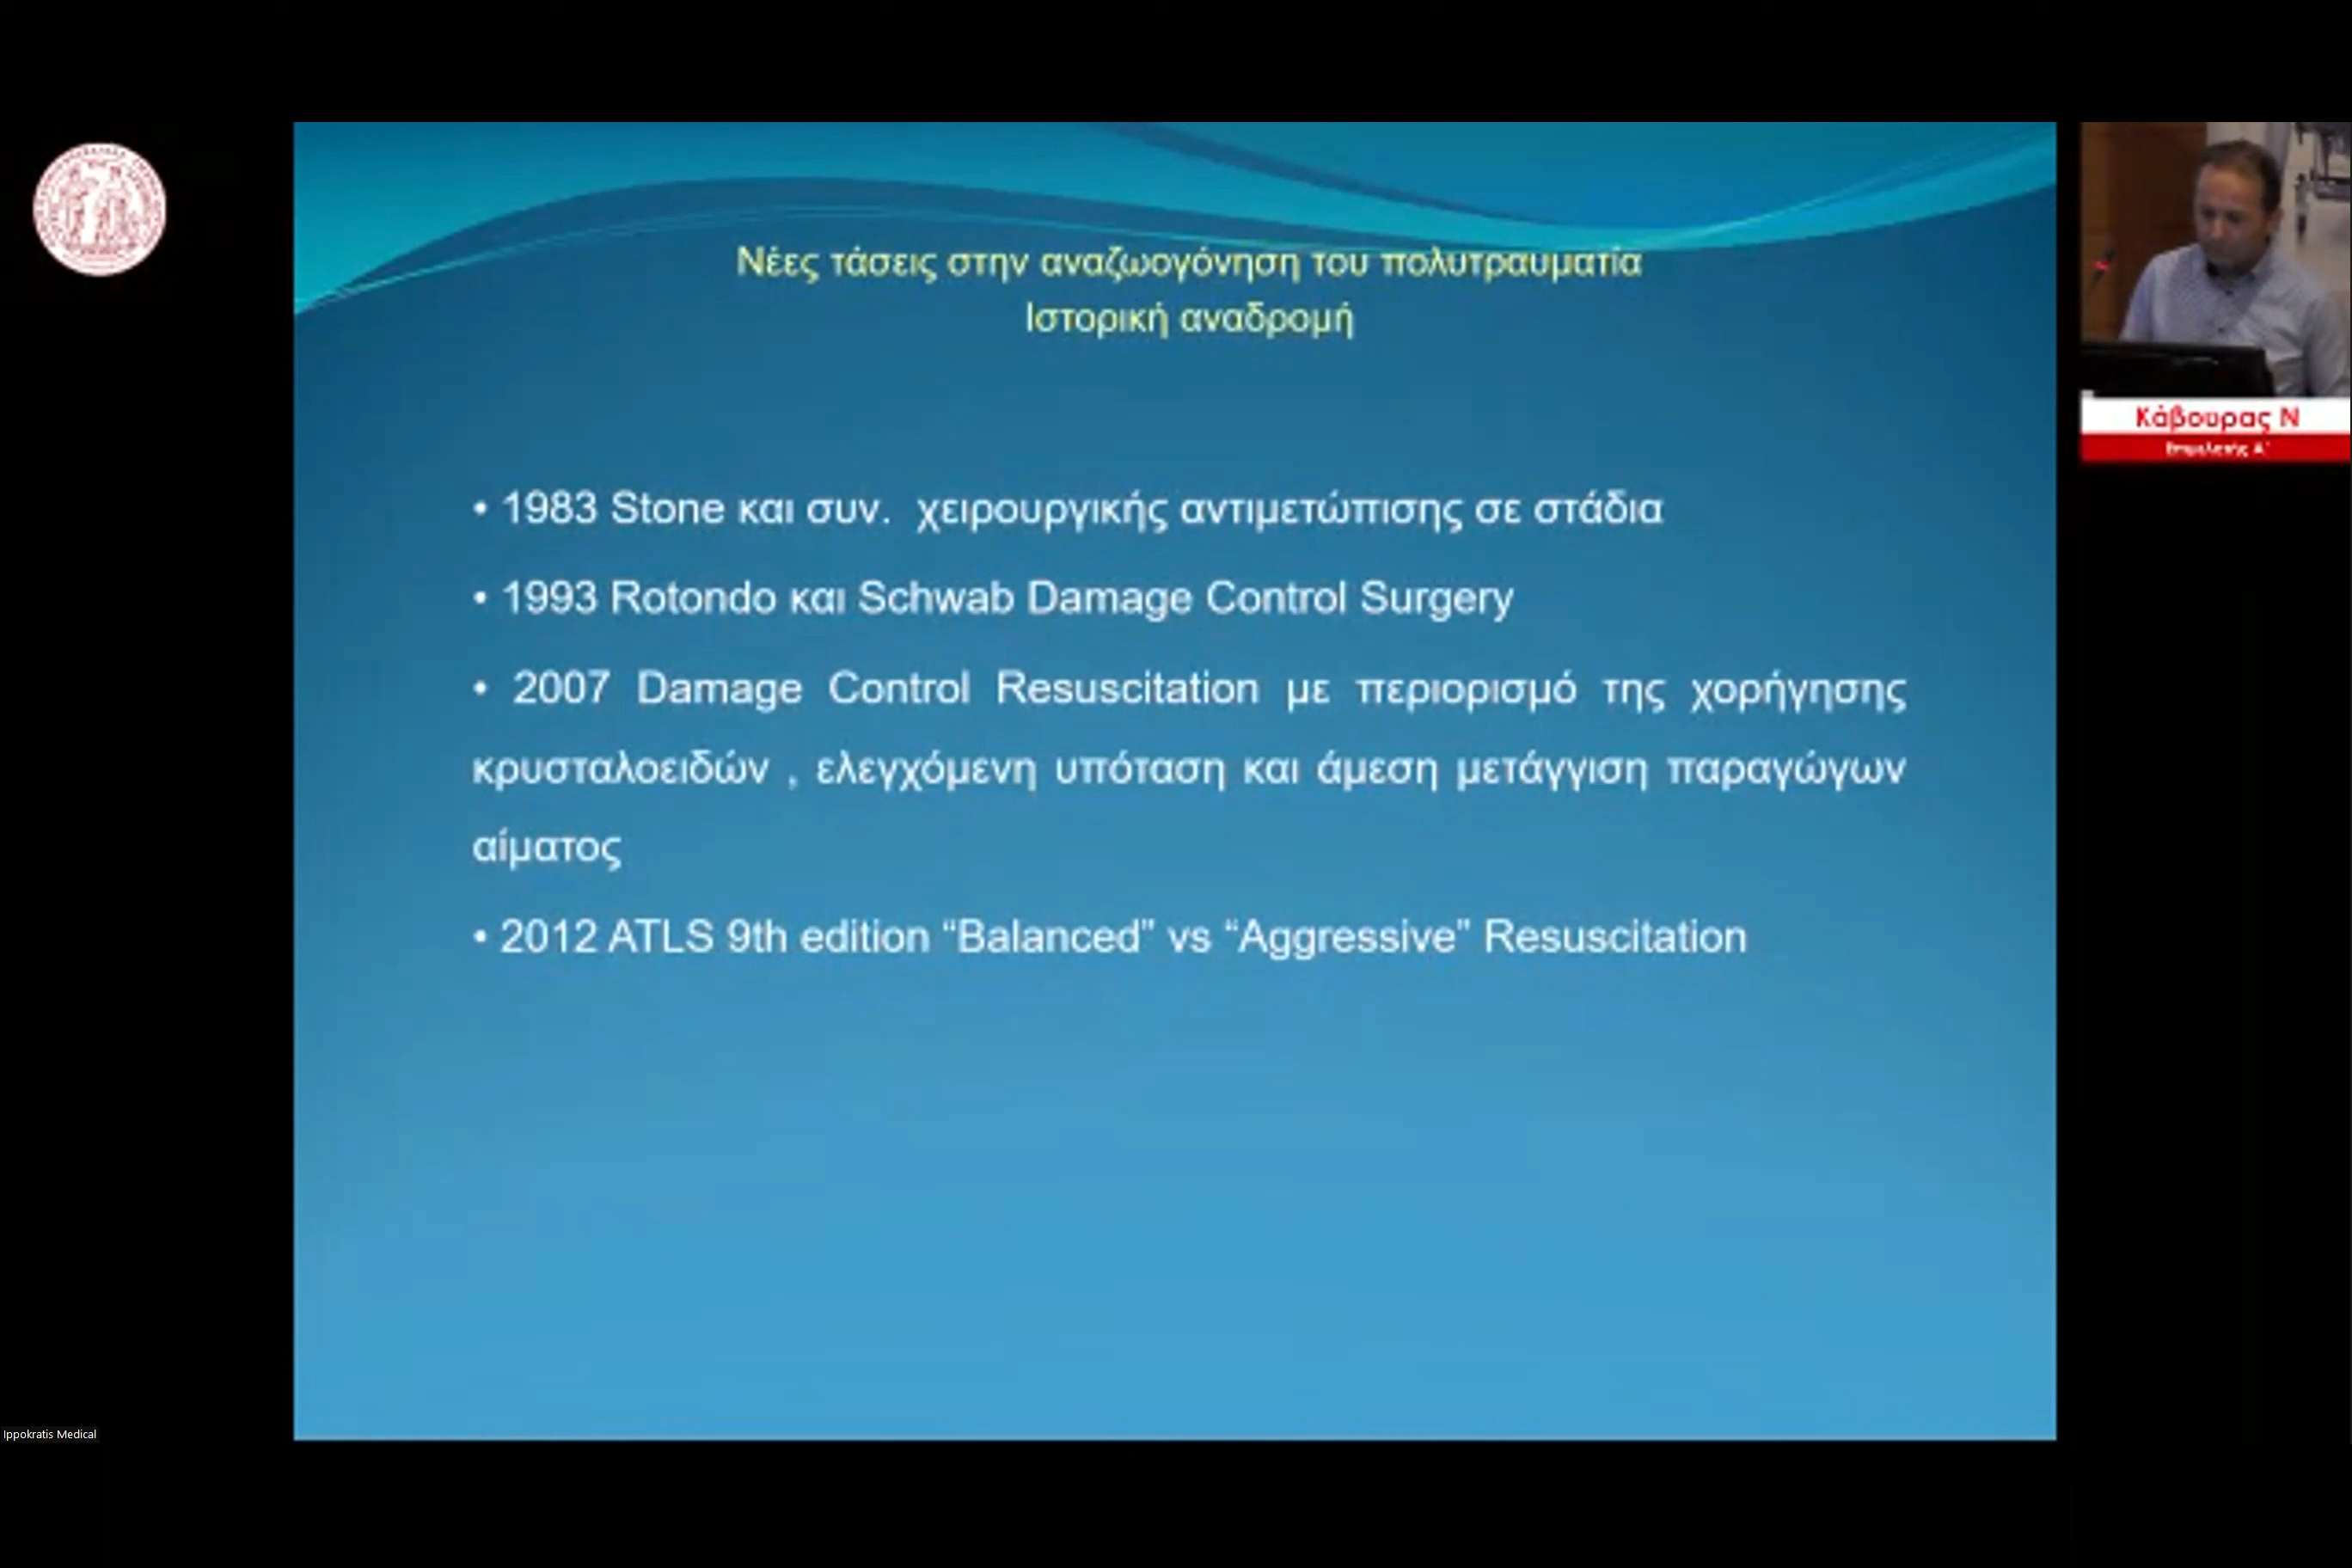 Νέες τάσεις στην αναζωογόνηση του πολυτραυματία
Ιστορική αναδρομή
• 1983 Stone και συν. χειρουργικής αντιμετώπισης σε στάδια
• 1993 Rotondo και Schwab Damage Control Surgery
• 2007 Damage Control Resuscitation με περιορισμό της χορήγησης
κρυσταλοειδών , ελεγχόμενη υπόταση και άμεση μετάγγιση παραγώγων
αίματος
• 2012 ATLS 9th edition “Balanced” vs “Aggressive” Resuscitation
Κάβουρας Ν
Επιμελητής Α'
Ippokratis Medical